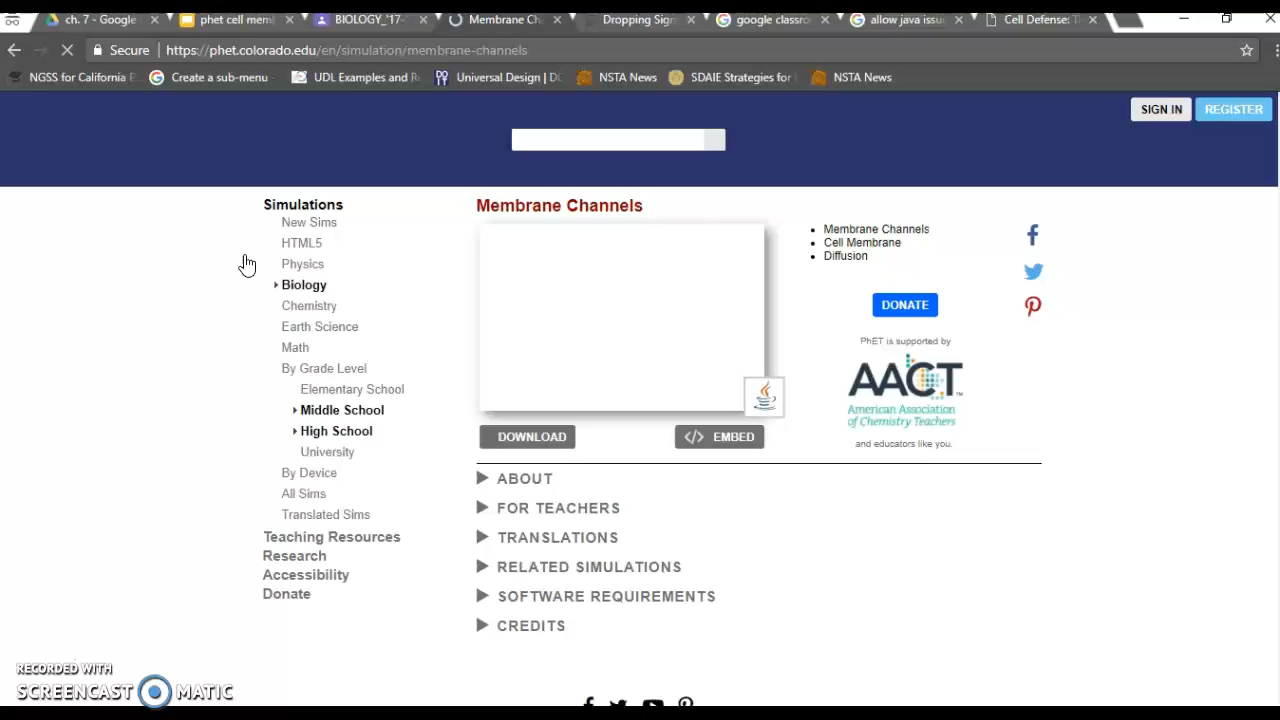 ch. 7 - Google
phet cell mem
BIOLOGY_17-
Membrane Ch
Dropping Sig
google classro
allow java issu
Cell Defense: T
Secure
https://phet.colorado.edu/en/simulation/membrane-channels
NGSS for California E
Create a sub-menu
UDL Examples and R
Universal Design | D
NSTA News
SDAIE Strategies for
NSTA News
SIGN IN
REGISTER
Simulations
New Sims
HTML5
Physics
Biology
Chemistry
Earth Science
Math
By Grade Level
Elementary School
Middle School
High School
University
By Device
All Sims
Translated Sims
Teaching Resources
Research
Accessibility
Donate
Membrane Channels
DOWNLOAD
</> EMBED
ABOUT
FOR TEACHERS
TRANSLATIONS
RELATED SIMULATIONS
SOFTWARE REQUIREMENTS
CREDITS
Membrane Channels
Cell Membrane
Diffusion
DONATE
PhET is supported by
AACT
American Association
of Chemistry Teachers
and educators like you.
RECORDED WITH
SCREENCAST MATIC